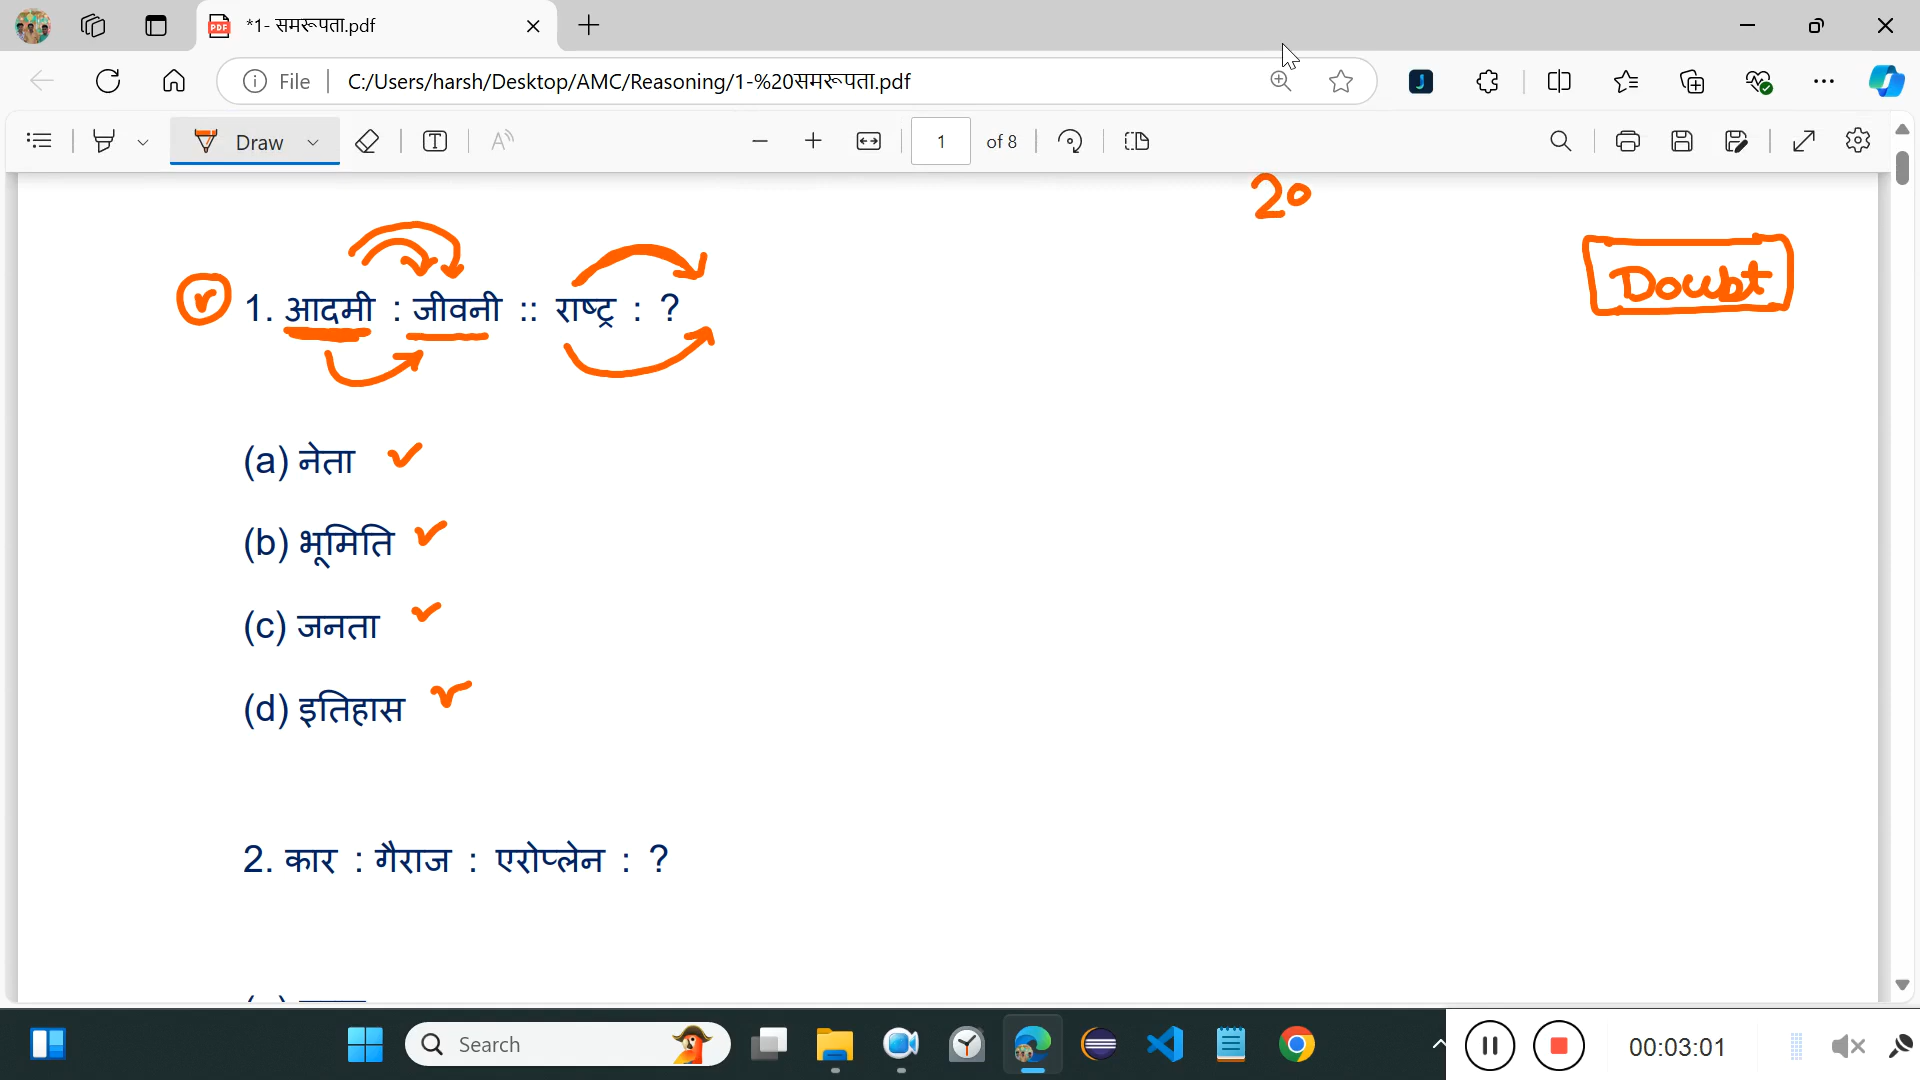 *1- समरूपता.pdf
File
C:/Users/harsh/Desktop/AMC/Reasoning/1-%20समरूपता.pdf
Draw
1 of 8
20
Doubt
1. आदमी : जीवनी :: राष्ट्र : ?
(a) नेता
(b) भूमिति
(c) जनता
(d) इतिहास
2. कार : गैराज : एरोप्लेन : ?
Search
00:03:01